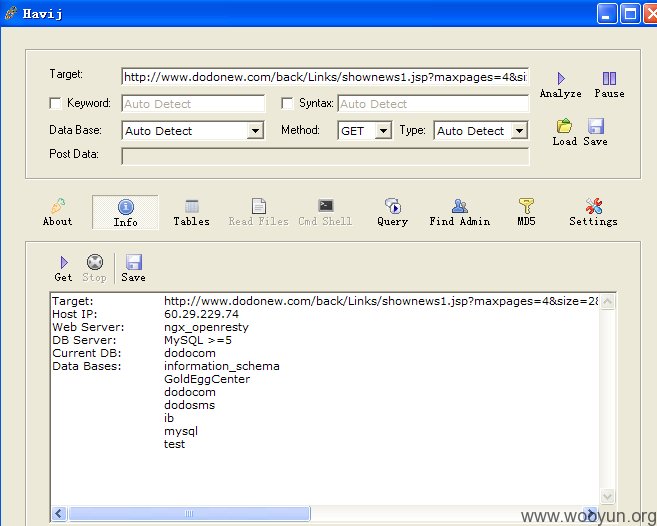 Havij
Target:
http://www.dodonew.com/back/Links/shownews1.jsp?maxpages=4&siz
Analyze Pause
Keyword: Auto Detect Syntax: Auto Detect
Data Base: Auto Detect Method: GET Type: Auto Detect
Load Save
Post Data:
About Info Tables Read Files Cmd Shell Query Find Admin MD5 Settings
Get Stop Save
Target: http://www.dodonew.com/back/Links/shownews1.jsp?maxpages=4&size=2&
Host IP: 60.29.229.74
Web Server: ngx_openresty
DB Server: MySQL >=5
Current DB: dodocom
Data Bases: information_schema
GoldEggCenter
dodocom
dodosms
ib
mysql
test
www.wooyun.org